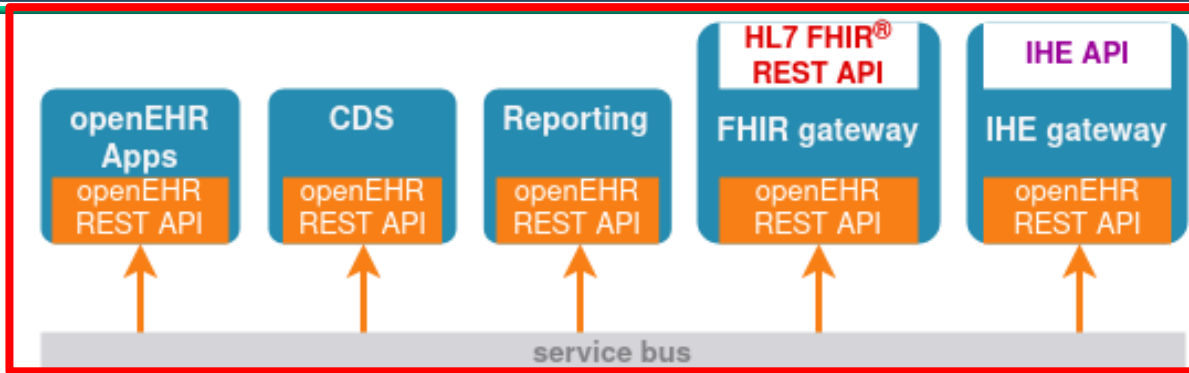 HL7 FHIR®
REST API
IHE API
openEHR
Apps
CDS
Reporting
FHIR gateway
IHE gateway
openEHR
REST API
openEHR
REST API
openEHR
REST API
openEHR
REST API
openEHR
REST API
service bus